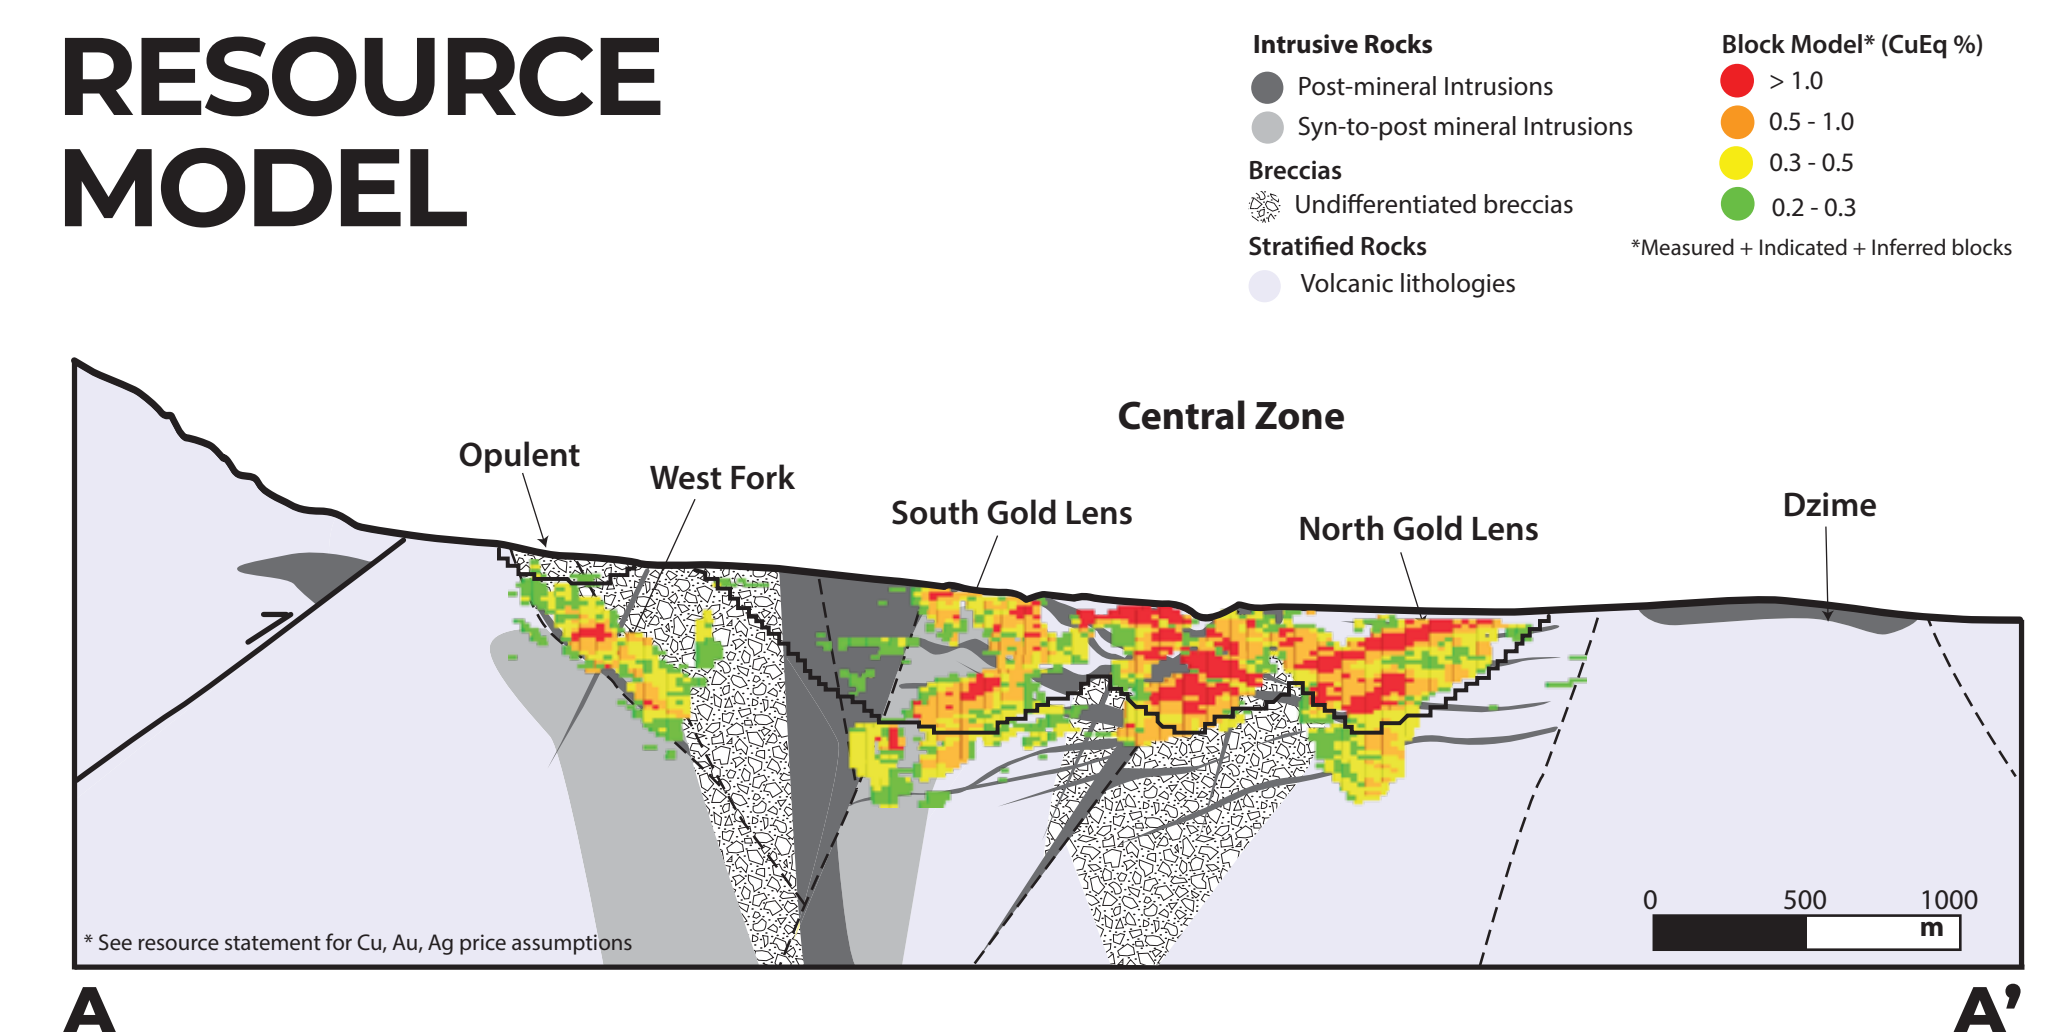 RESOURCE
MODEL
Intrusive Rocks
Post-mineral Intrusions
Syn-to-post mineral Intrusions
Breccias
Undifferentiated breccias
Stratified Rocks
Volcanic lithologies
Block Model* (CuEq %)
> 1.0
0.5 - 1.0
0.3 - 0.5
0.2 - 0.3
*Measured + Indicated + Inferred blocks
Central Zone
Opulent
West Fork
South Gold Lens
North Gold Lens
Dzime
0 500 1000
m
* See resource statement for Cu, Au, Ag price assumptions
A A’